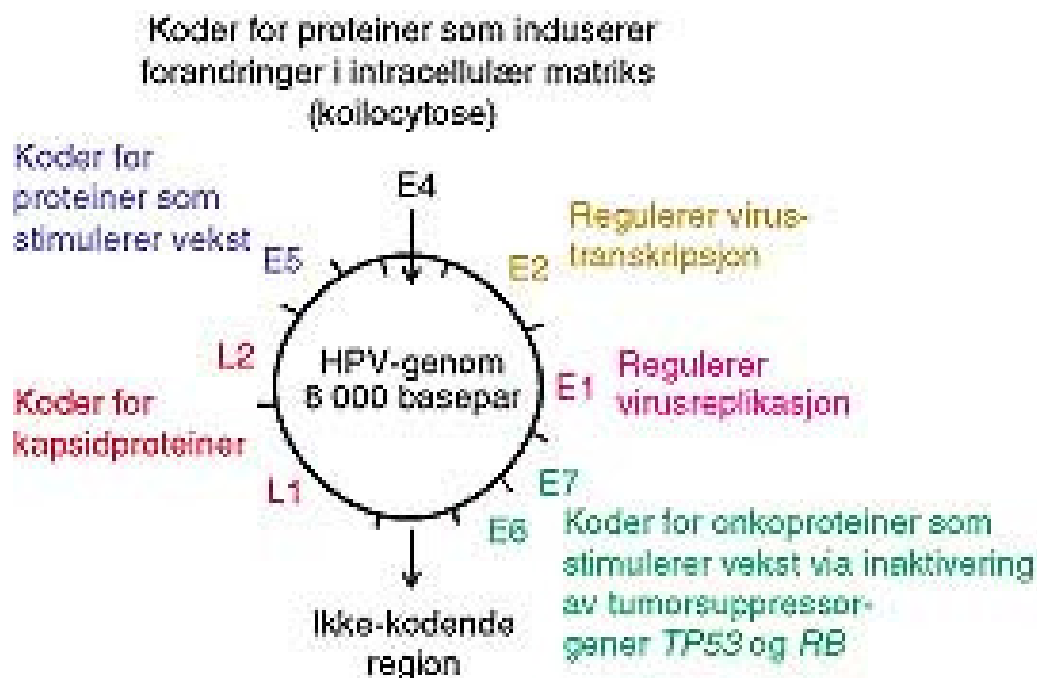 Koder for proteiner som induserer
forandringer i intracellulær matriks
(koilocytose)
Koder for
proteiner som
stimulerer vekst
E4
E5
E2
Regulerer virus-
transkripsjon
L2
HPV-genom
8 000 basepar
E1
Regulerer
virusreplikasjon
Koder for
kapsidproteiner
L1
E7
E6
Koder for onkoproteiner som
stimulerer vekst via inaktivering
av tumorsuppressor-
gener TP53 og RB
Ikke-kodende
region